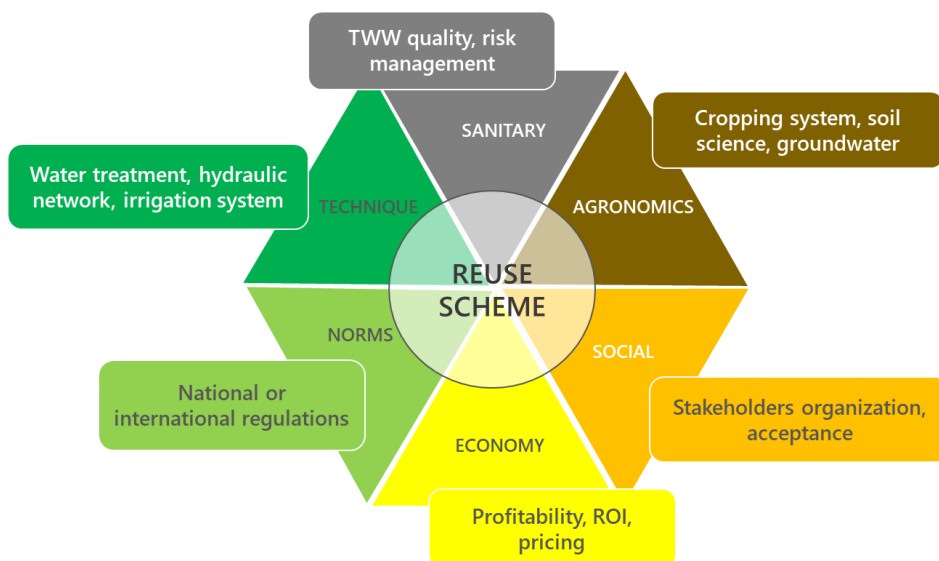 TWW quality, risk
management
SANITARY
Cropping system, soil
science, groundwater
AGRONOMICS
Water treatment, hydraulic
network, irrigation system
TECHNIQUE
REUSE
SCHEME
NORMS
National or
international regulations
SOCIAL
Stakeholders organization,
acceptance
ECONOMY
Profitability, ROI,
pricing